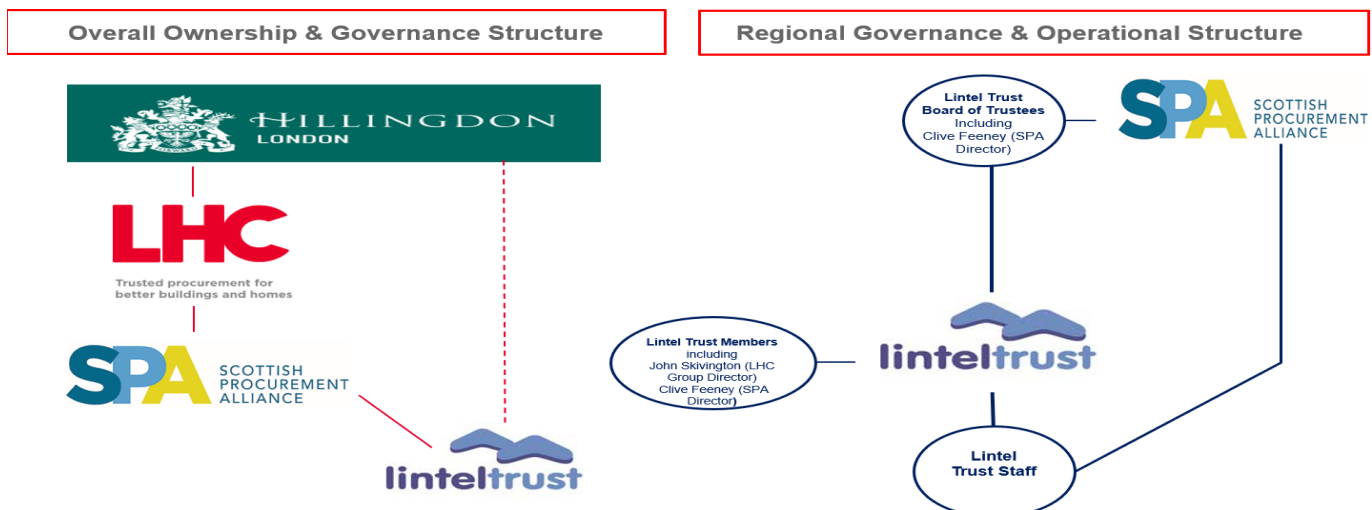 Overall Ownership & Governance Structure
HILLINGDON
LONDON
LHC
Trusted procurement for
better buildings and homes
SPA SCOTTISH
PROCUREMENT
ALLIANCE
linteltrust
Regional Governance & Operational Structure
Lintel Trust
Board of Trustees
Including
Clive Feeney (SPA
Director)
SPA SCOTTISH
PROCUREMENT
ALLIANCE
Lintel Trust Members
including
John Skivington (LHC
Group Director)
Clive Feeney (SPA
Director)
linteltrust
Lintel
Trust Staff